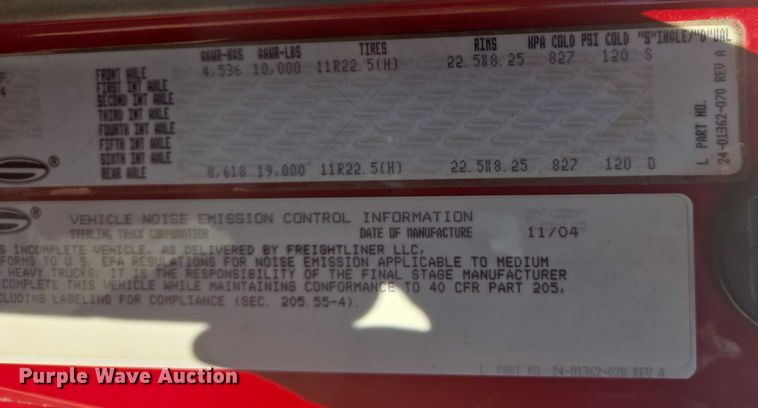 GAWR-KGS GAWR-LBS TIRES RIMS KPA COLD PSI COLD "S"INGLE/"D"UAL
FRONT AXLE 4,536 10,000 11R22.5(H) 22.5X8.25 827 120 S
FIRST INT AXLE
SECOND INT AXLE
THIRD INT AXLE
FOURTH INT AXLE
FIFTH INT AXLE
SIXTH INT AXLE
REAR AXLE 8,618 19,000 11R22.5(H) 22.5X8.25 827 120 D
L PART NO.
24-01362-070 REV A
®
®
VEHICLE NOISE EMISSION CONTROL INFORMATION
STERLING TRUCK CORPORATION DATE OF MANUFACTURE 11/04
S INCOMPLETE VEHICLE, AS DELIVERED BY FREIGHTLINER LLC,
FORMS TO U.S. EPA REGULATIONS FOR NOISE EMISSION APPLICABLE TO MEDIUM
HEAVY TRUCKS. IT IS THE RESPONSIBILITY OF THE FINAL STAGE MANUFACTURER
COMPLETE THIS VEHICLE WHILE MAINTAINING CONFORMANCE TO 40 CFR PART 205,
CLUDING LABELING FOR COMPLIANCE (SEC. 205.55-4).
L PART NO. 24-01362-020 REV A
Purple Wave Auction